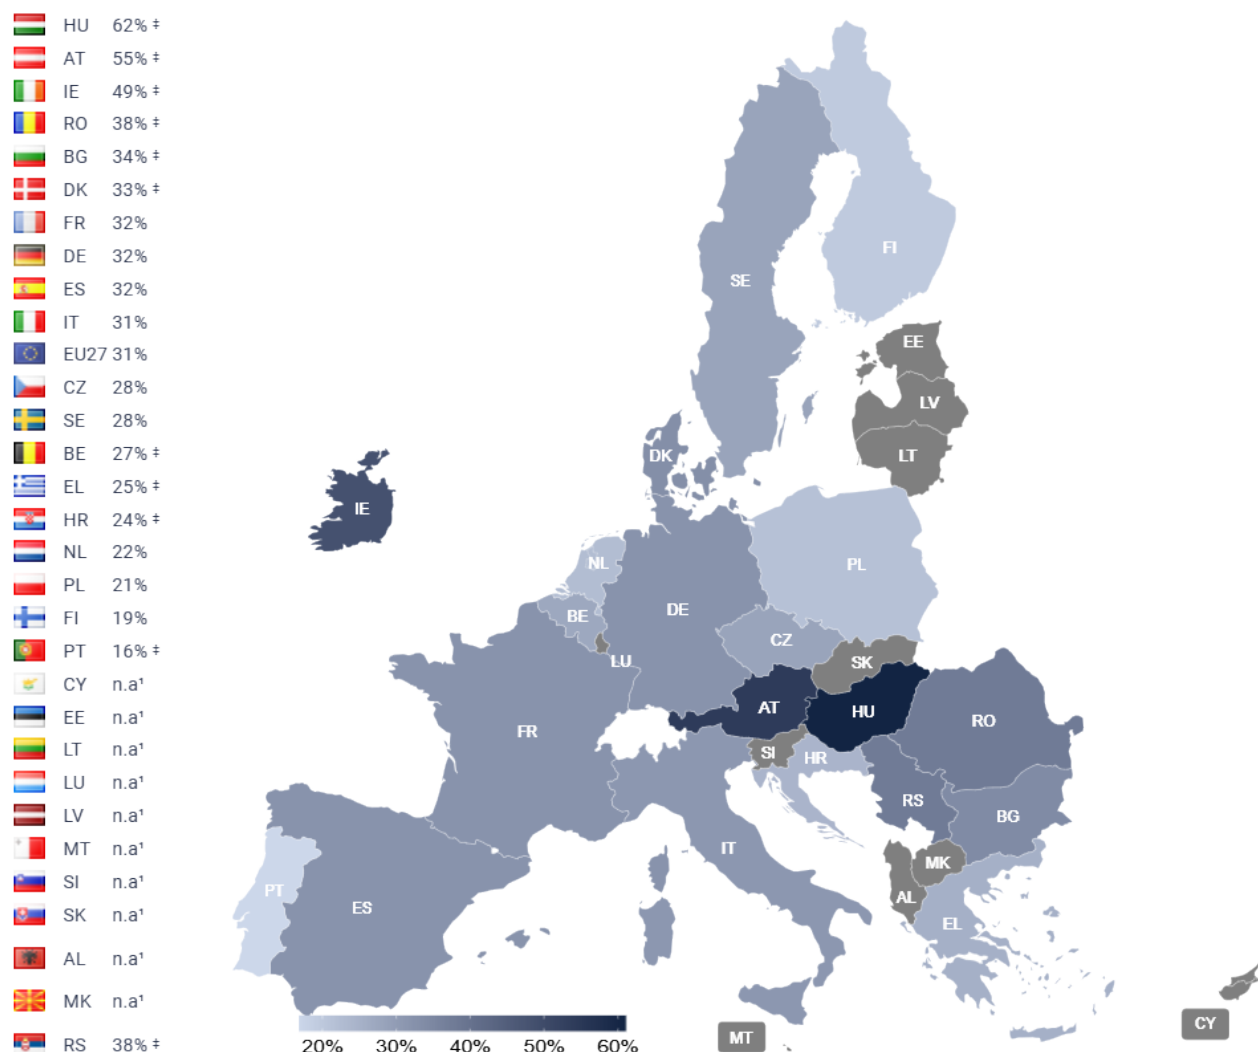 HU 62% ‡
AT 55% ‡
IE 49% ‡
RO 38% ‡
BG 34% ‡
DK 33% ‡
FR 32%
DE 32%
ES 32%
IT 31%
EU27 31%
CZ 28%
SE 28%
BE 27% ‡
EL 25% ‡
HR 24% ‡
NL 22%
PL 21%
FI 19%
PT 16% ‡
CY n.a¹
EE n.a¹
LT n.a¹
LU n.a¹
LV n.a¹
MT n.a¹
SI n.a¹
SK n.a¹
AL n.a¹
MK n.a¹
RS 38% ‡
FI
SE
EE
LV
LT
DK
IE
NL
PL
DE
BE
CZ
LU
SK
AT
HU
RO
FR
SI
HR
RS
BG
IT
MK
PT
AL
ES
EL
CY
MT
20% 30% 40% 50% 60%